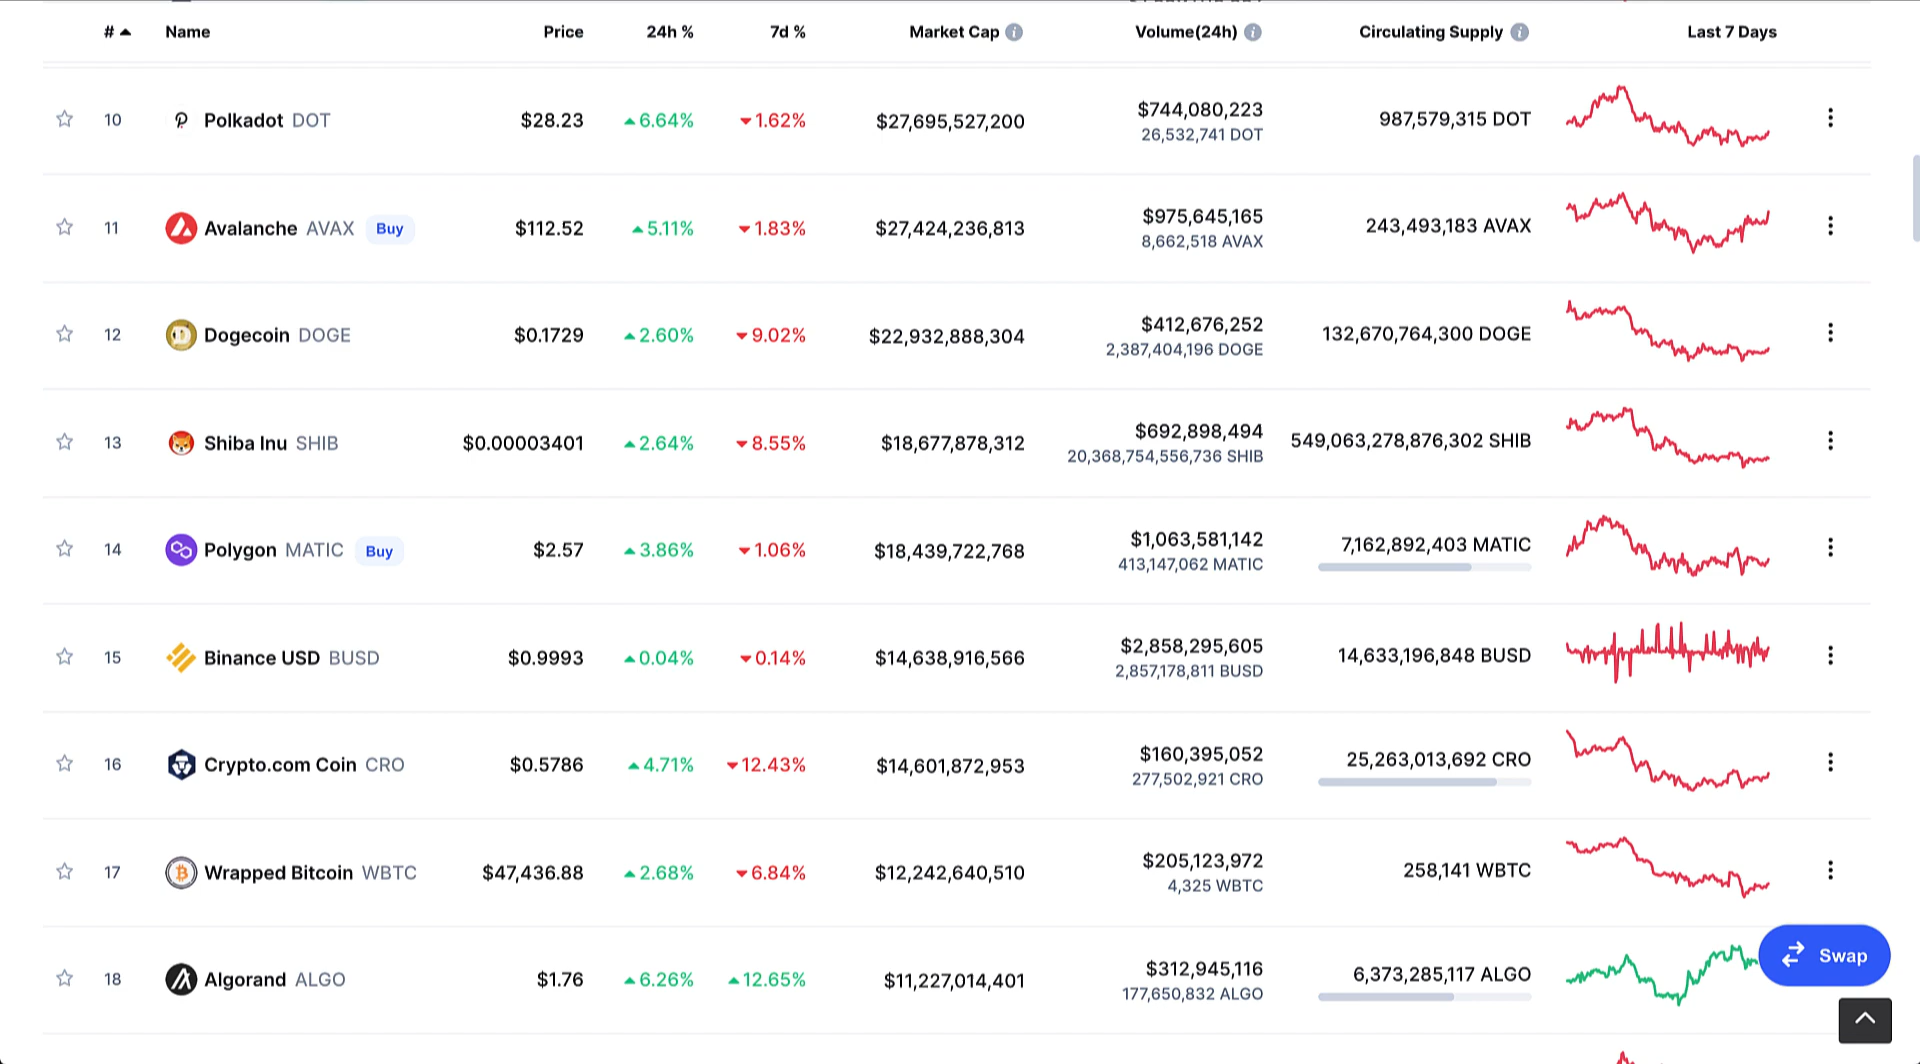 # Name Price 24h % 7d % Market Cap Volume(24h) Circulating Supply Last 7 Days
10 Polkadot DOT $28.23 6.64% 1.62% $27,695,527,200 $744,080,223 987,579,315 DOT
26,532,741 DOT
11 Avalanche AVAX Buy $112.52 5.11% 1.83% $27,424,236,813 $975,645,165 243,493,183 AVAX
8,662,518 AVAX
12 Dogecoin DOGE $0.1729 2.60% 9.02% $22,932,888,304 $412,676,252 132,670,764,300 DOGE
2,387,404,196 DOGE
13 Shiba Inu SHIB $0.00003401 2.64% 8.55% $18,677,878,312 $692,898,494 549,063,278,876,302 SHIB
20,368,754,556,736 SHIB
14 Polygon MATIC Buy $2.57 3.86% 1.06% $18,439,722,768 $1,063,581,142 7,162,892,403 MATIC
413,147,062 MATIC
15 Binance USD BUSD $0.9993 0.04% 0.14% $14,638,916,566 $2,858,295,605 14,633,196,848 BUSD
2,857,178,811 BUSD
16 Crypto.com Coin CRO $0.5786 4.71% 12.43% $14,601,872,953 $160,395,052 25,263,013,692 CRO
277,502,921 CRO
17 Wrapped Bitcoin WBTC $47,436.88 2.68% 6.84% $12,242,640,510 $205,123,972 258,141 WBTC
4,325 WBTC
18 Algorand ALGO $1.76 6.26% 12.65% $11,227,014,401 $312,945,116 6,373,285,117 ALGO
177,650,832 ALGO
Swap